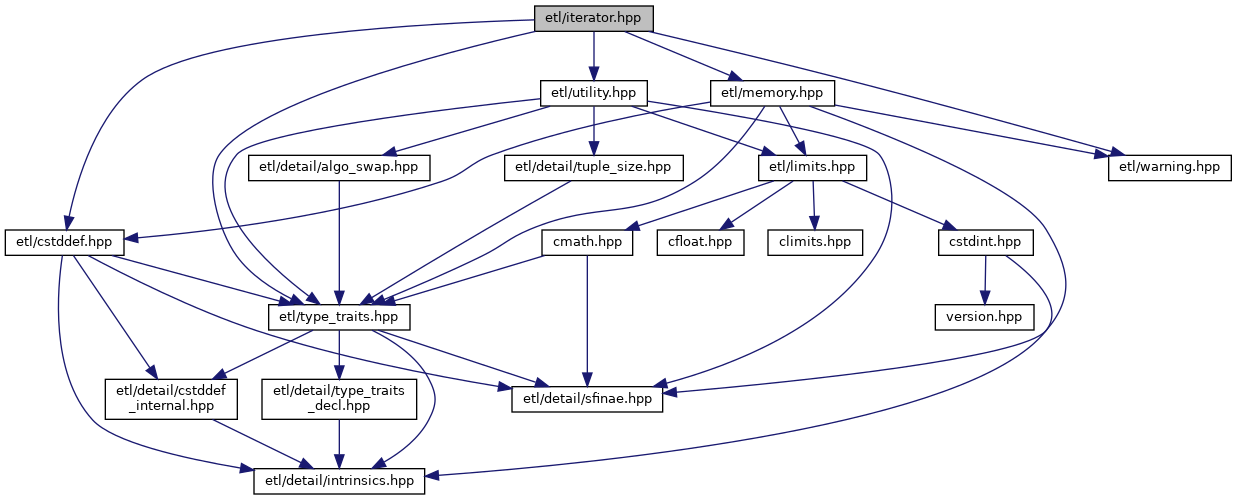 etl/iterator.hpp
etl/utility.hpp
etl/memory.hpp
etl/detail/algo_swap.hpp
etl/detail/tuple_size.hpp
etl/limits.hpp
etl/warning.hpp
etl/cstddef.hpp
cmath.hpp
cfloat.hpp
climits.hpp
cstdint.hpp
etl/type_traits.hpp
version.hpp
etl/detail/cstddef
_internal.hpp
etl/detail/type_traits
_decl.hpp
etl/detail/sfinae.hpp
etl/detail/intrinsics.hpp